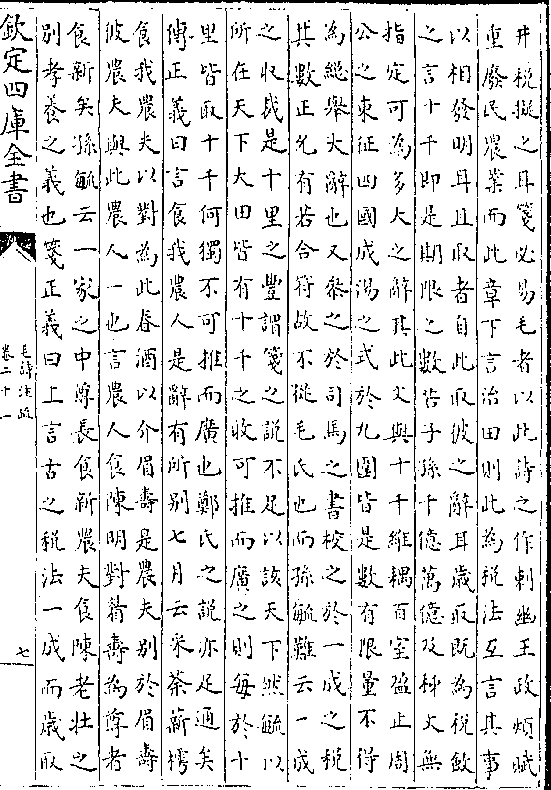 井稅擬之耳箋必易毛者以此詩之作刺幽王政煩賦
重廢民農業而此章下言治田則此為税法互言其事
以相發明耳且取者自此取彼之辭耳歲取既為税斂
之言十千即是期限之數告子孫千億萬億及秭文無
指定可為多大之辭耳此文與十千維耦百室盈止周
公之東征四國成湯之式於九圍皆是數有限量不得
為總舉大辭也又叅之於司馬之書校之於一成之税
其數正允有若合符故不從毛氏也而孫毓難云一成
之收或是十里之豐謂箋之說不足以該天下然毓以
所在天下大田皆有十千之收可推而廣之則每於十
里皆取十千何獨不可推而廣也鄭氏之說亦足通矣
傳正義曰言食我農人是辭有所別七月云采荼薪樗
食我農夫以對為此春酒以介眉壽是農夫別於眉壽
彼農夫與此農人一也言農人食陳明對耆壽為尊者
食新矣孫毓云一家之中尊長食新農夫食陳老壯之
別孝養之義也箋正義曰上言古之税法一成而歲取
欽定四庫全書
毛詩注疏
卷二十一
七